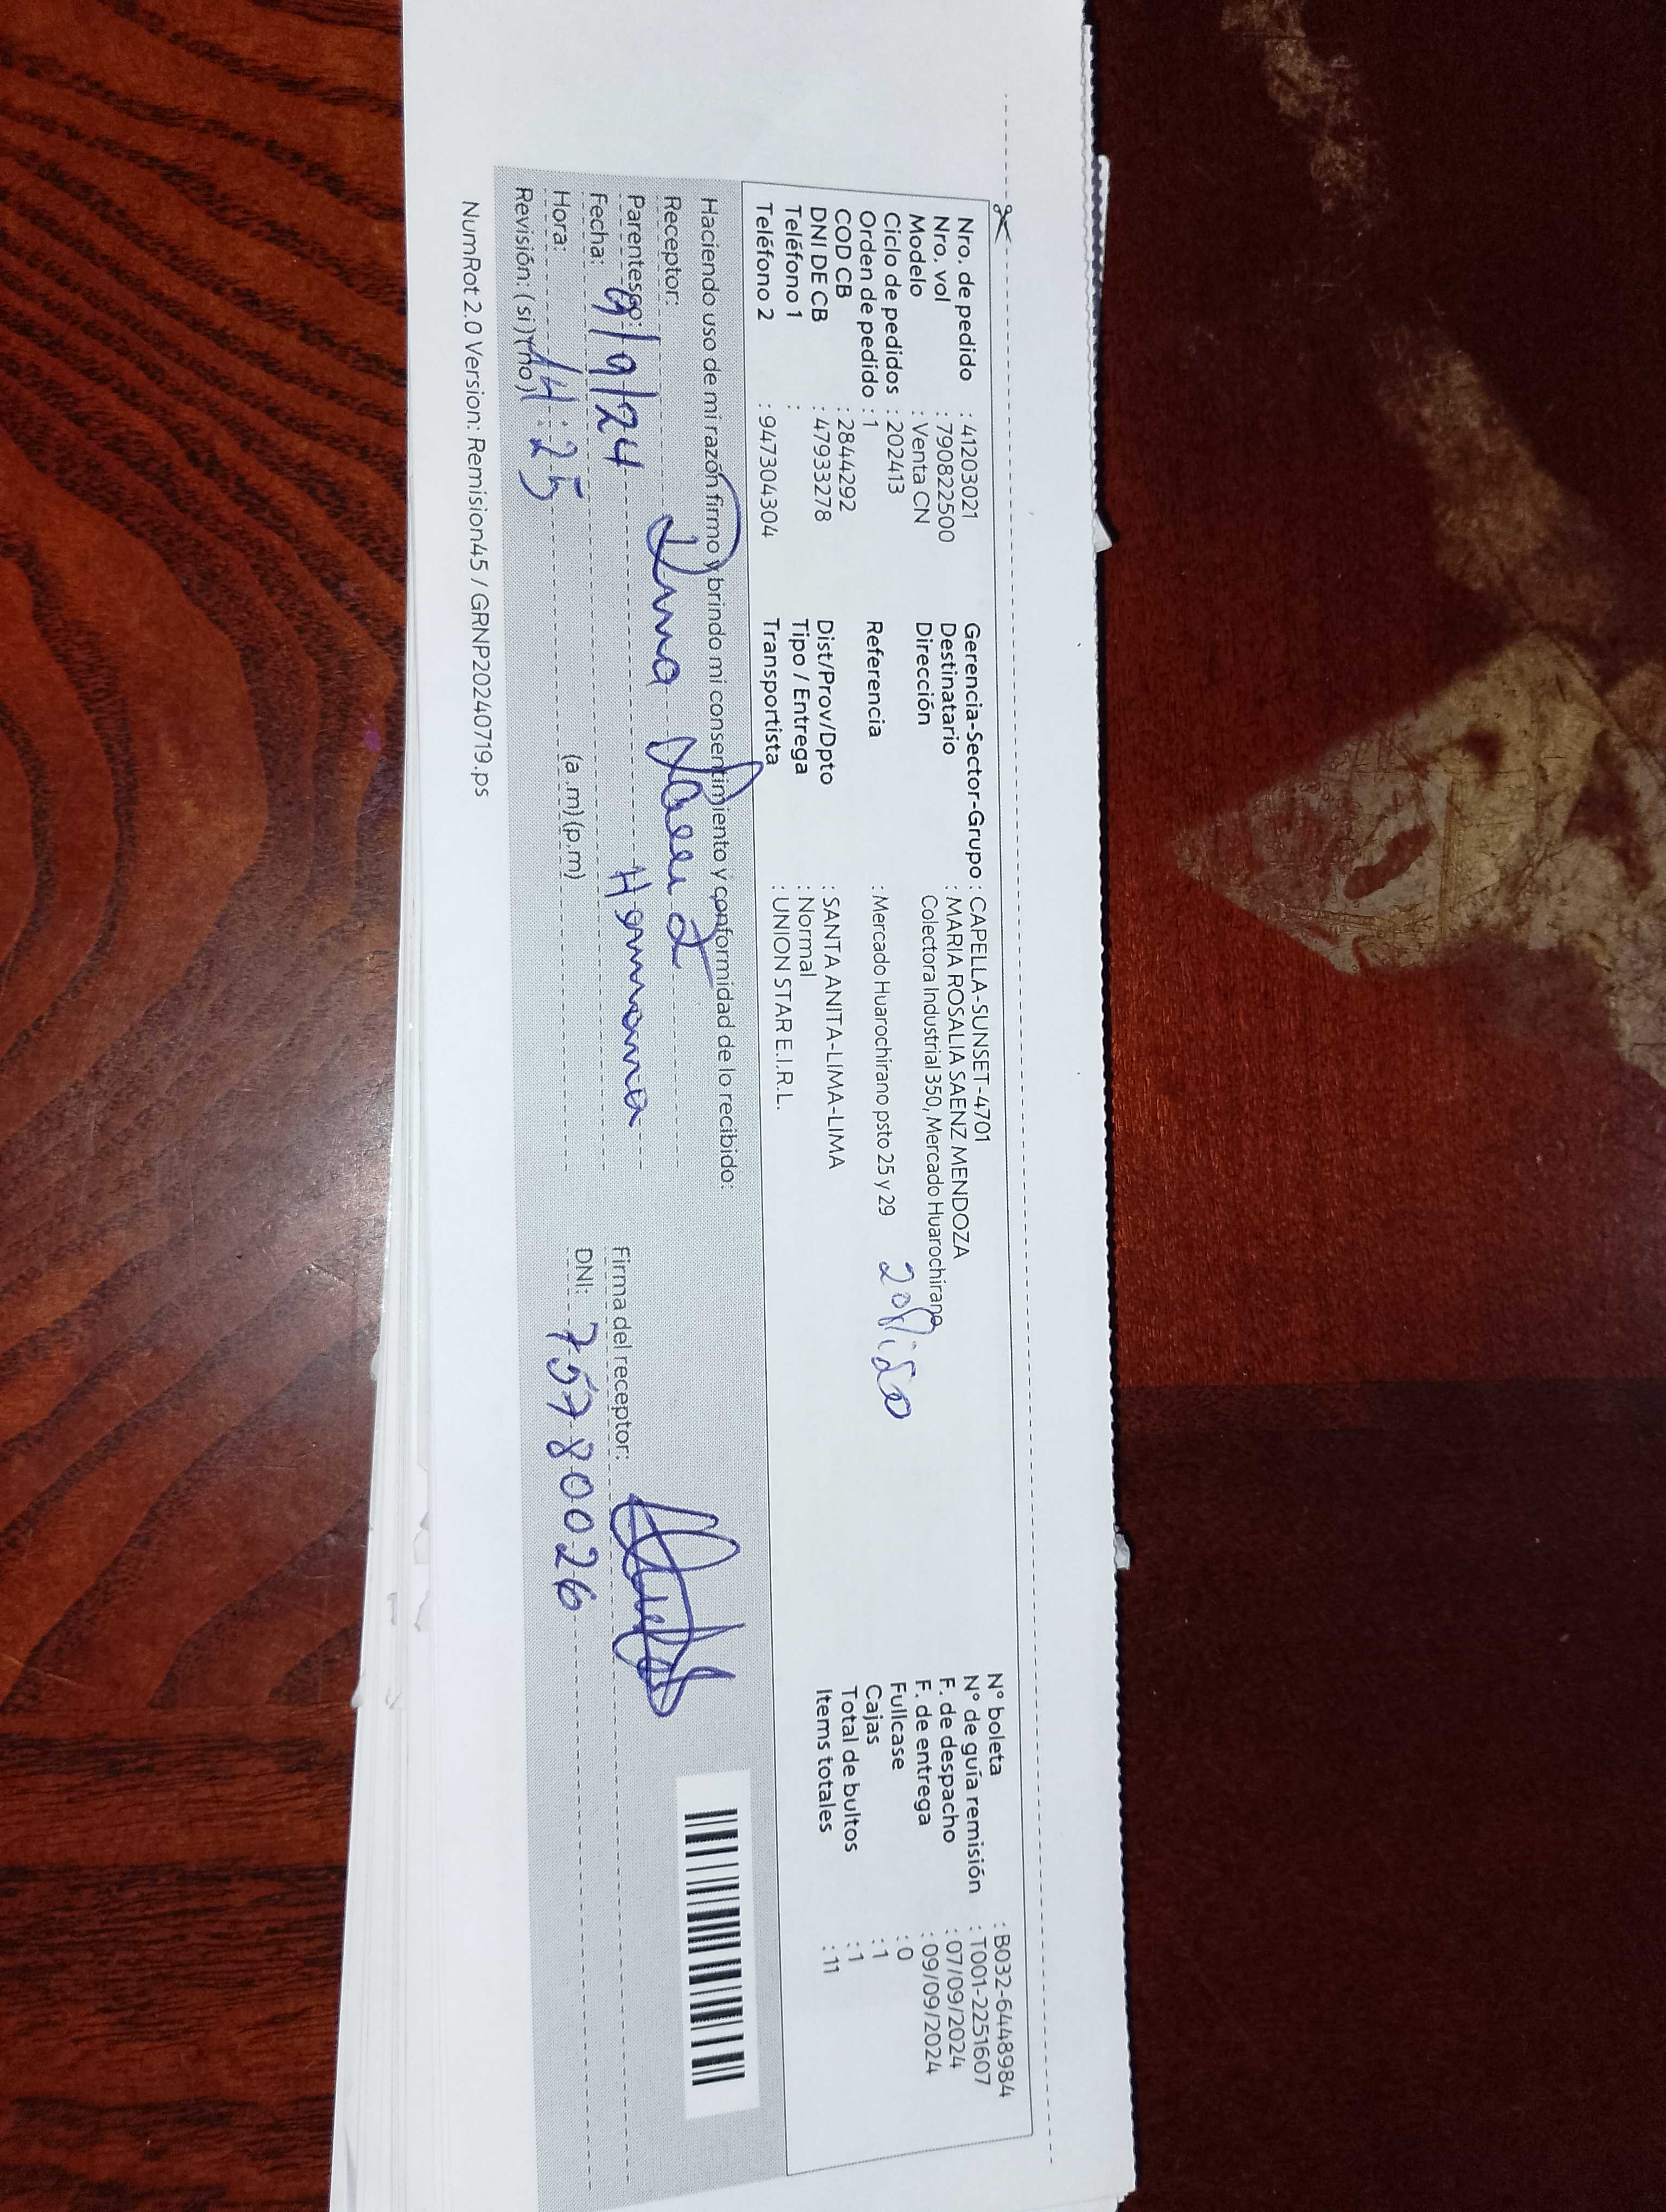 Nro. de pedido : 41203021
Nro. vol : 790822500
Modelo : Venta CN
Ciclo de pedidos : 202413
Orden de pedido : 1
COD CB : 2844292
DNI DE CB : 47933278
Teléfono 1 :
Teléfono 2 : 947304304
Gerencia-Sector-Grupo : CAPELLA-SUNSET-4701
Destinatario : MARIA ROSALIA SAENZ MENDOZA
Dirección Colectora Industrial 350, Mercado Huarochirano
Referencia : Mercado Huarochirano psto 25 y 29
Dist/Prov/Dpto : SANTA ANITA-LIMA-LIMA
Tipo / Entrega : Normal
Transportista : UNION STAR E.I.R.L.
N° boleta : B032-6448984
N° de guía remisión : T001-2251607
F. de despacho : 07/09/2024
F. de entrega : 09/09/2024
Fullcase : 0
Cajas : 1
Total de bultos : 1
Items totales : 11
Haciendo uso de mi razón firmo y brindo mi consentimiento y conformidad de lo recibido:
Receptor:
Parentesco: Hermana
Fecha: 9/9/24
Hora: 14:25 (a.m) (p.m)
Revisión: (si) (no)
Firma del receptor:
DNI: 75780026
NumRot 2.0 Version: Remision45 / GRNP20240719.ps